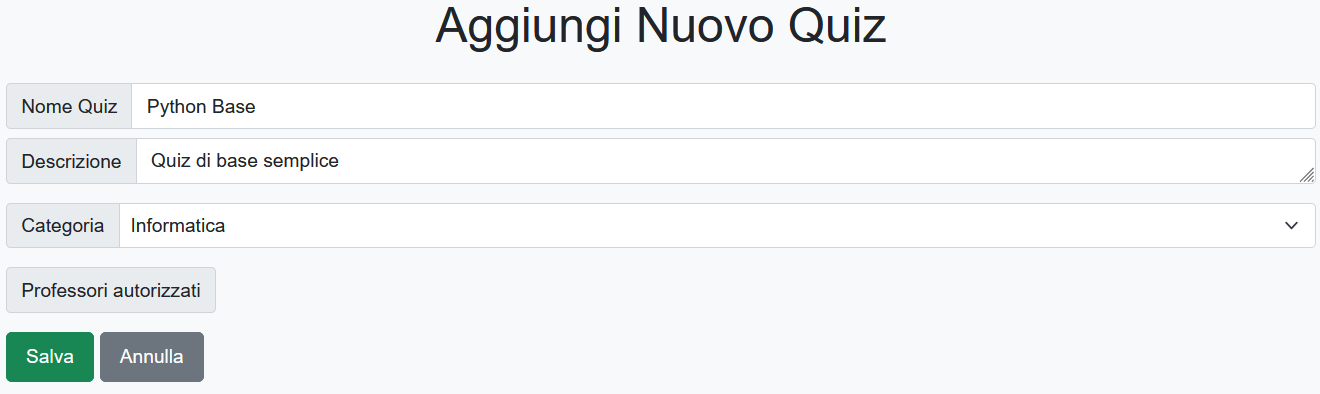 Aggiungi Nuovo Quiz
Nome Quiz Python Base
Descrizione Quiz di base semplice
Categoria Informatica
Professori autorizzati
Salva Annulla